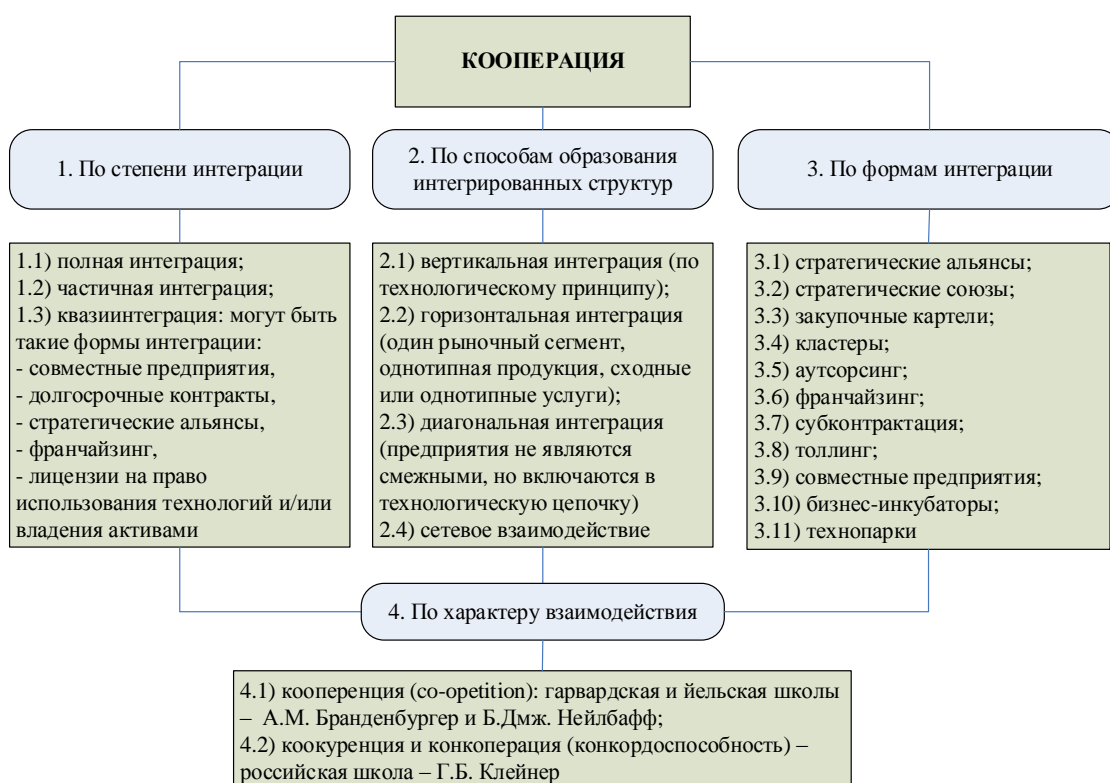 КООПЕРАЦИЯ
1. По степени интеграции
2. По способам образования
интегрированных структур
3. По формам интеграции
1.1) полная интеграция;
1.2) частичная интеграция;
1.3) квазиинтеграция: могут быть
такие формы интеграции:
- совместные предприятия,
- долгосрочные контракты,
- стратегические альянсы,
- франчайзинг,
- лицензии на право
использования технологий и/или
владения активами
2.1) вертикальная интеграция (по
технологическому принципу);
2.2) горизонтальная интеграция
(один рыночный сегмент,
однотипная продукция, сходные
или однотипные услуги);
2.3) диагональная интеграция
(предприятия не являются
смежными, но включаются в
технологическую цепочку)
2.4) сетевое взаимодействие
3.1) стратегические альянсы;
3.2) стратегические союзы;
3.3) закупочные картели;
3.4) кластеры;
3.5) аутсорсинг;
3.6) франчайзинг;
3.7) субконтрактация;
3.8) толлинг;
3.9) совместные предприятия;
3.10) бизнес-инкубаторы;
3.11) технопарки
4. По характеру взаимодействия
4.1) кооперенция (co-opetition): гарвардская и йельская школы
– А.М. Бранденбургер и Б.Дмж. Нейлбафф;
4.2) коокуренция и конкоперация (конкордоспособность) –
российская школа – Г.Б. Клейнер